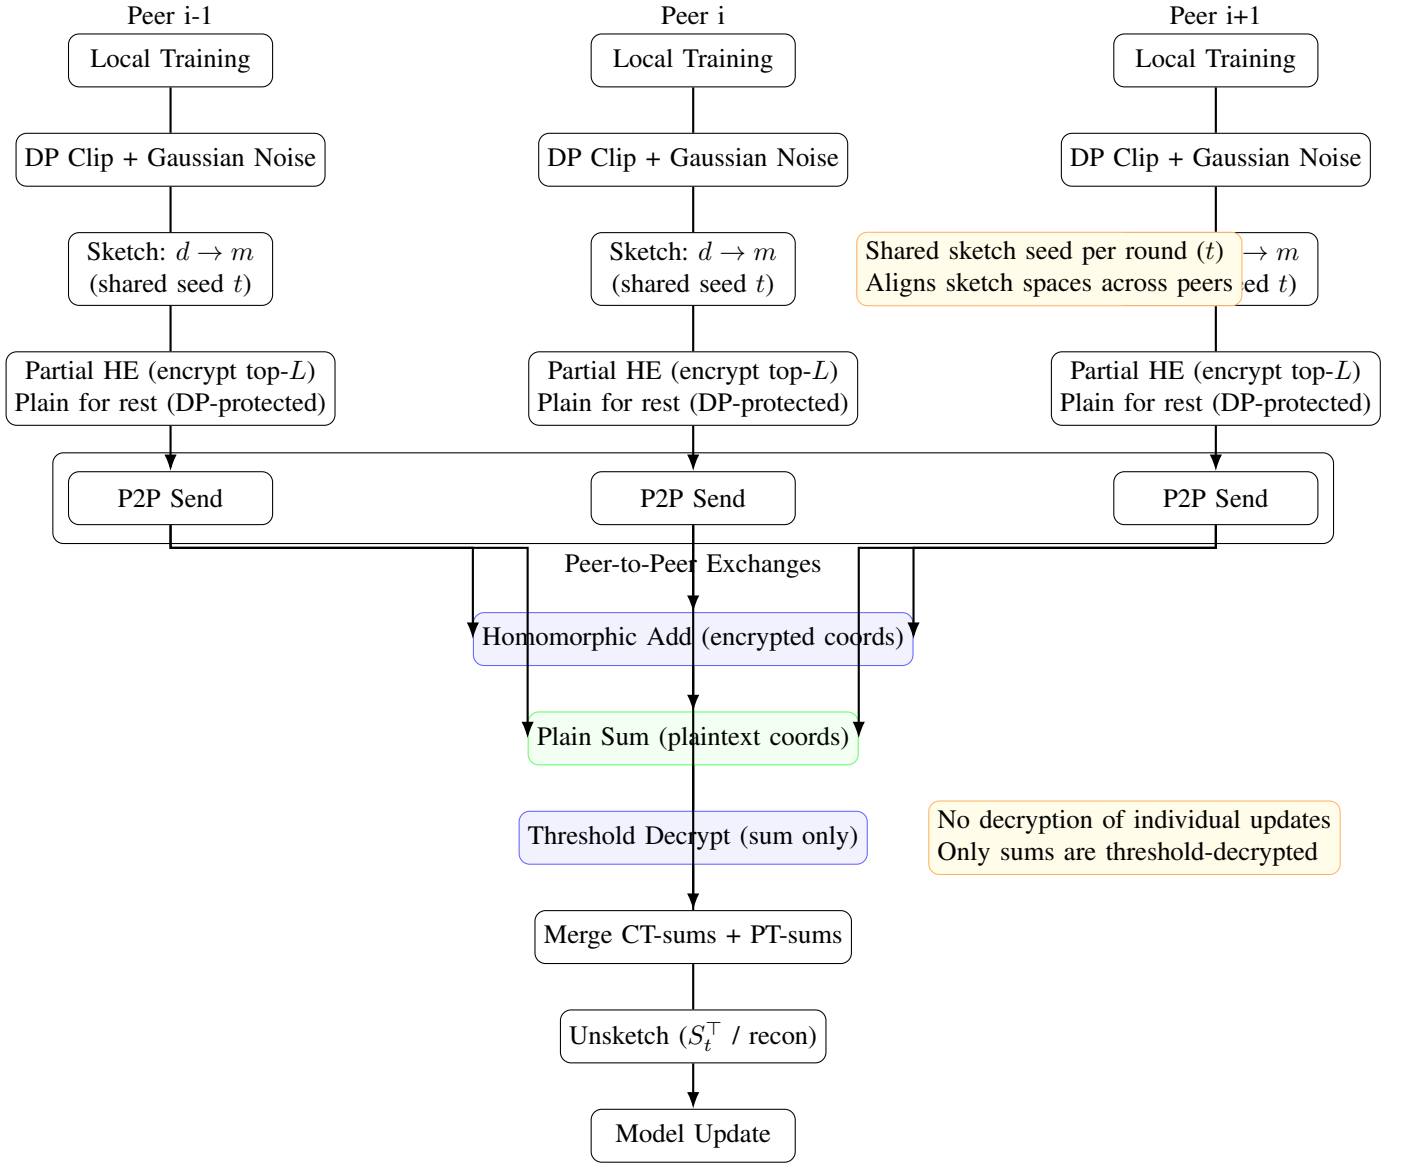 Peer i-1
Peer i
Peer i+1
Local Training
Local Training
Local Training
DP Clip + Gaussian Noise
DP Clip + Gaussian Noise
DP Clip + Gaussian Noise
Sketch: d → m
(shared seed t)
Sketch: d → m
(shared seed t)
Shared sketch seed per round (t)
Aligns sketch spaces across peers
→ m
t)
Partial HE (encrypt top-L)
Plain for rest (DP-protected)
Partial HE (encrypt top-L)
Plain for rest (DP-protected)
Partial HE (encrypt top-L)
Plain for rest (DP-protected)
P2P Send
P2P Send
P2P Send
Peer-to-Peer Exchanges
Homomorphic Add (encrypted coords)
Plain Sum (plaintext coords)
Threshold Decrypt (sum only)
No decryption of individual updates
Only sums are threshold-decrypted
Merge CT-sums + PT-sums
Unsketch (S_t^⊤ / recon)
Model Update